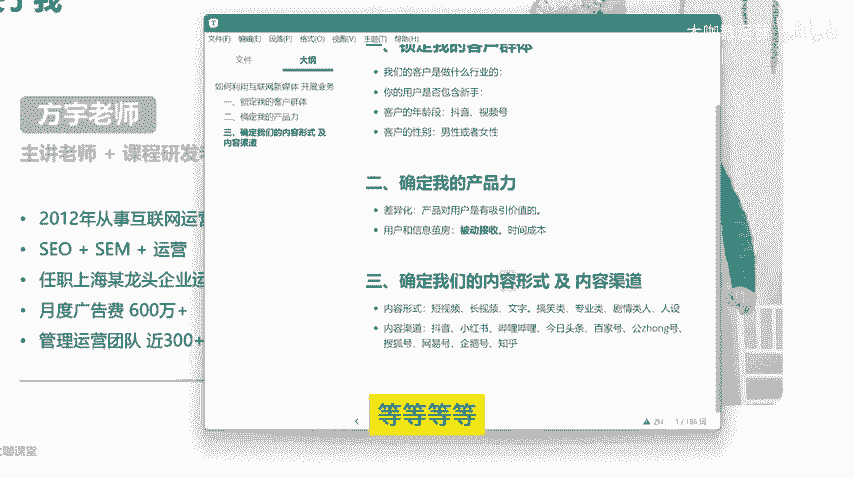 方宇老师
主讲老师 + 课程研发
2012年从事互联网运营
SEO + SEM + 运营
任职上海某龙头企业运
月度广告费 600万+
管理运营团队 近300+
文件(F) 编辑(E) 段落(P) 格式(O) 视图(V) 主题(T) 帮助(H)
文件 大纲
如何利用互联网新媒体 开展业务
一、锁定我的客户群体
二、确定我的产品力
三、确定我们的内容形式 及
内容渠道
一、锁定我的客户群体
我们的客户是做什么行业的：
你的用户是否包含新手：
客户的年龄段：抖音、视频号
客户的性别：男性或者女性
二、确定我的产品力
差异化：产品对用户是有吸引价值的。
用户和信息茧房：被动接收。时间成本
三、确定我们的内容形式 及 内容渠道
内容形式：短视频、长视频、文字。搞笑类、专业类、剧情类人、人设
内容渠道：抖音、小红书、哔哩哔哩、今日头条、百家号、公zhong号、
搜狐号、网易号、企鹅号、知乎
等等等等
1 / 186 词